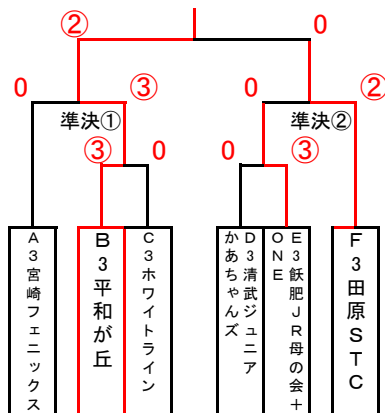 ② 0
0 ③ 0 ②
準決① 準決②
③ 0 0 ③
A3宮崎フェニックス
B3平和が丘
C3ホワイトライン
D3清武ジュニア
かあちゃんズ
E3飫肥JR母の会+
ONE
F3田原STC